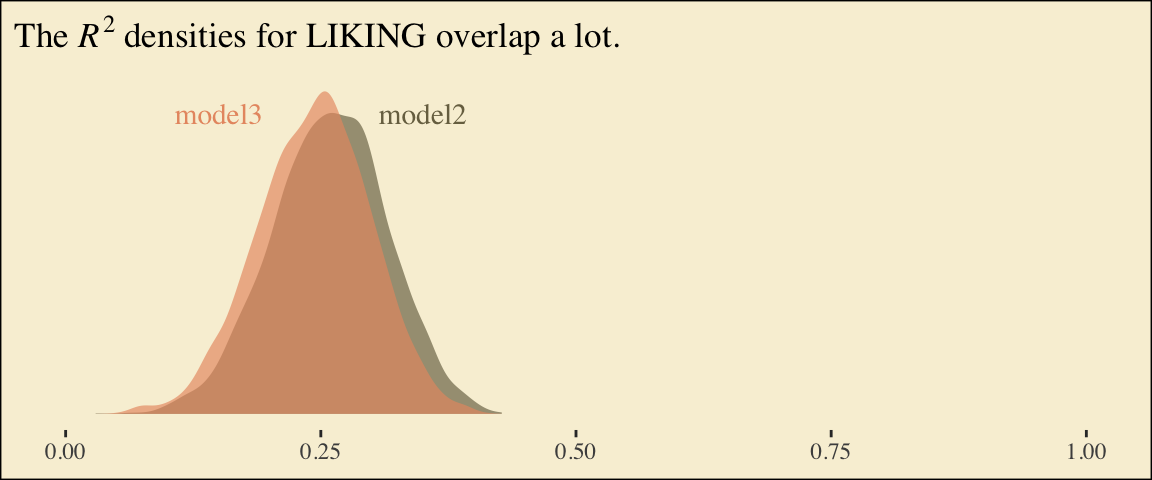 The R² densities for LIKING overlap a lot.
model3 model2
0.00 0.25 0.50 0.75 1.00